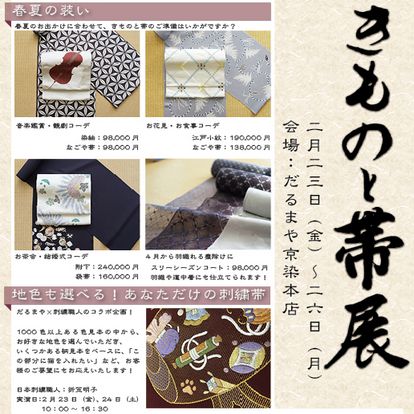 きものと帯展
二月二三日（金）～二六日（月）
会場：だるまや京染本店
春夏の装い
春夏のお出かけに合わせて、きものと帯のご準備はいかがですか？
音楽鑑賞・観劇コーデ
染紬：98,000円
なごや帯：98,000円
お花見・お食事コーデ
江戸小紋：190,000円
なごや帯：138,000円
お茶会・結婚式コーデ
附下：240,000円
袋帯：160,000円
4月から羽織れる塵除けに
スリーシーズンコート：98,000円
羽織や道中着にも仕立てられます！
地色も選べる！あなただけの刺繍帯
だるまや×刺繍職人のコラボ企画！
1000色以上ある色見本の中から、
お好きな地色を選んでいただき、
いくつかある柄見本をベースに、「こ
の部分に猫を入れたい」など、お客
様のご要望にもお応えいたします！
日本刺繍職人：折笠明子
実演日：2月23日（金）、24日（土）
10：00～16：30